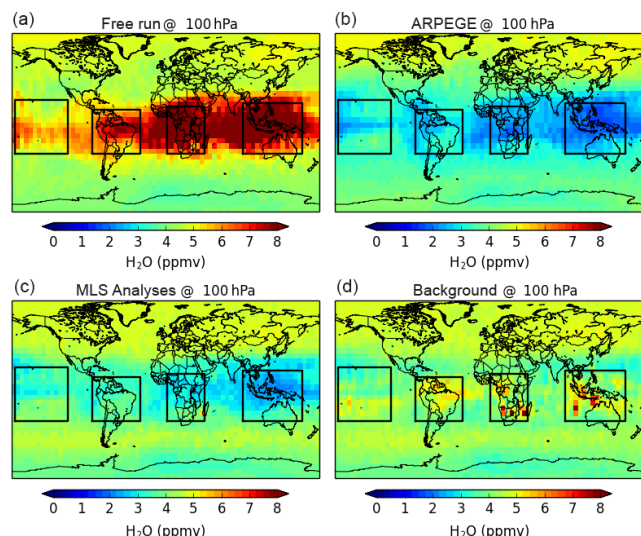 (a) Free run @ 100 hPa
(b) ARPEGE @ 100 hPa
0 1 2 3 4 5 6 7 8
H₂O (ppmv)
0 1 2 3 4 5 6 7 8
H₂O (ppmv)
(c) MLS Analyses @ 100 hPa
(d) Background @ 100 hPa
0 1 2 3 4 5 6 7 8
H₂O (ppmv)
0 1 2 3 4 5 6 7 8
H₂O (ppmv)